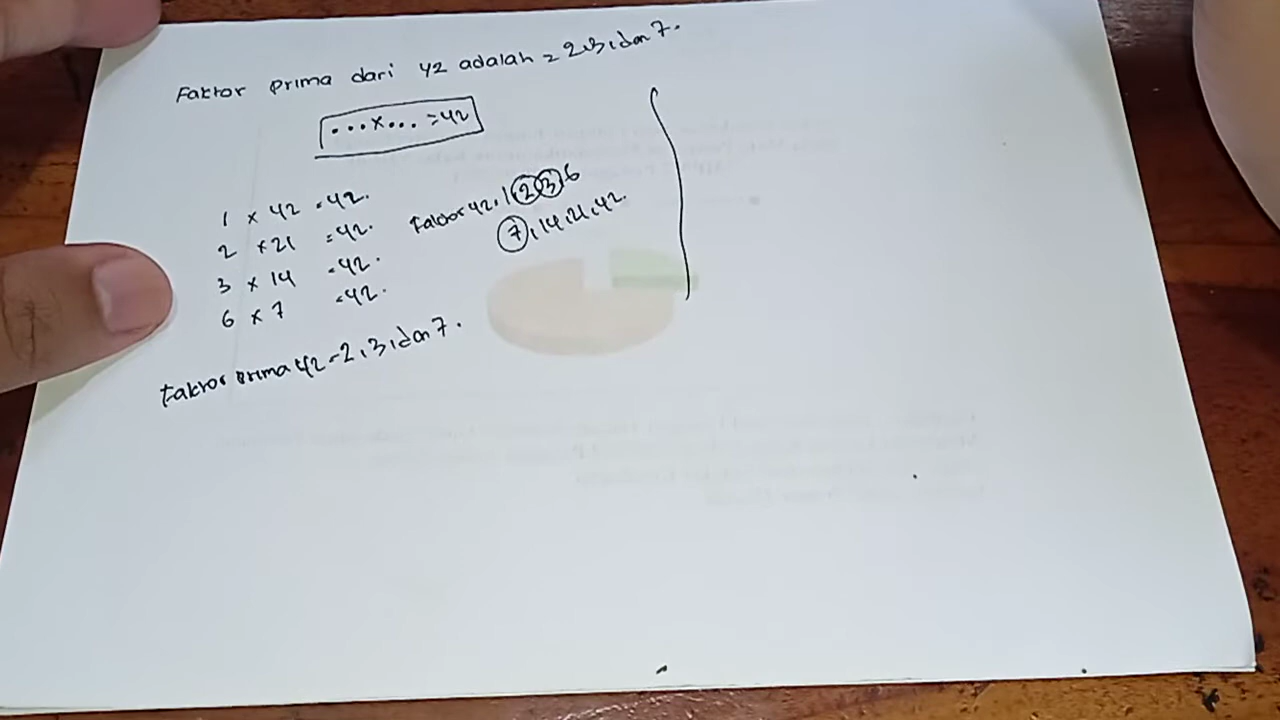 Faktor prima dari 42 adalah = 2,3, dan 7.
...x... = 42
1 x 42 = 42.
2 x 21 = 42.
3 x 14 = 42.
6 x 7 = 42.
Faktor 42. 1, 2, 3, 6
7, 14, 21, 42.
Faktor prima 42 = 2, 3, dan 7.